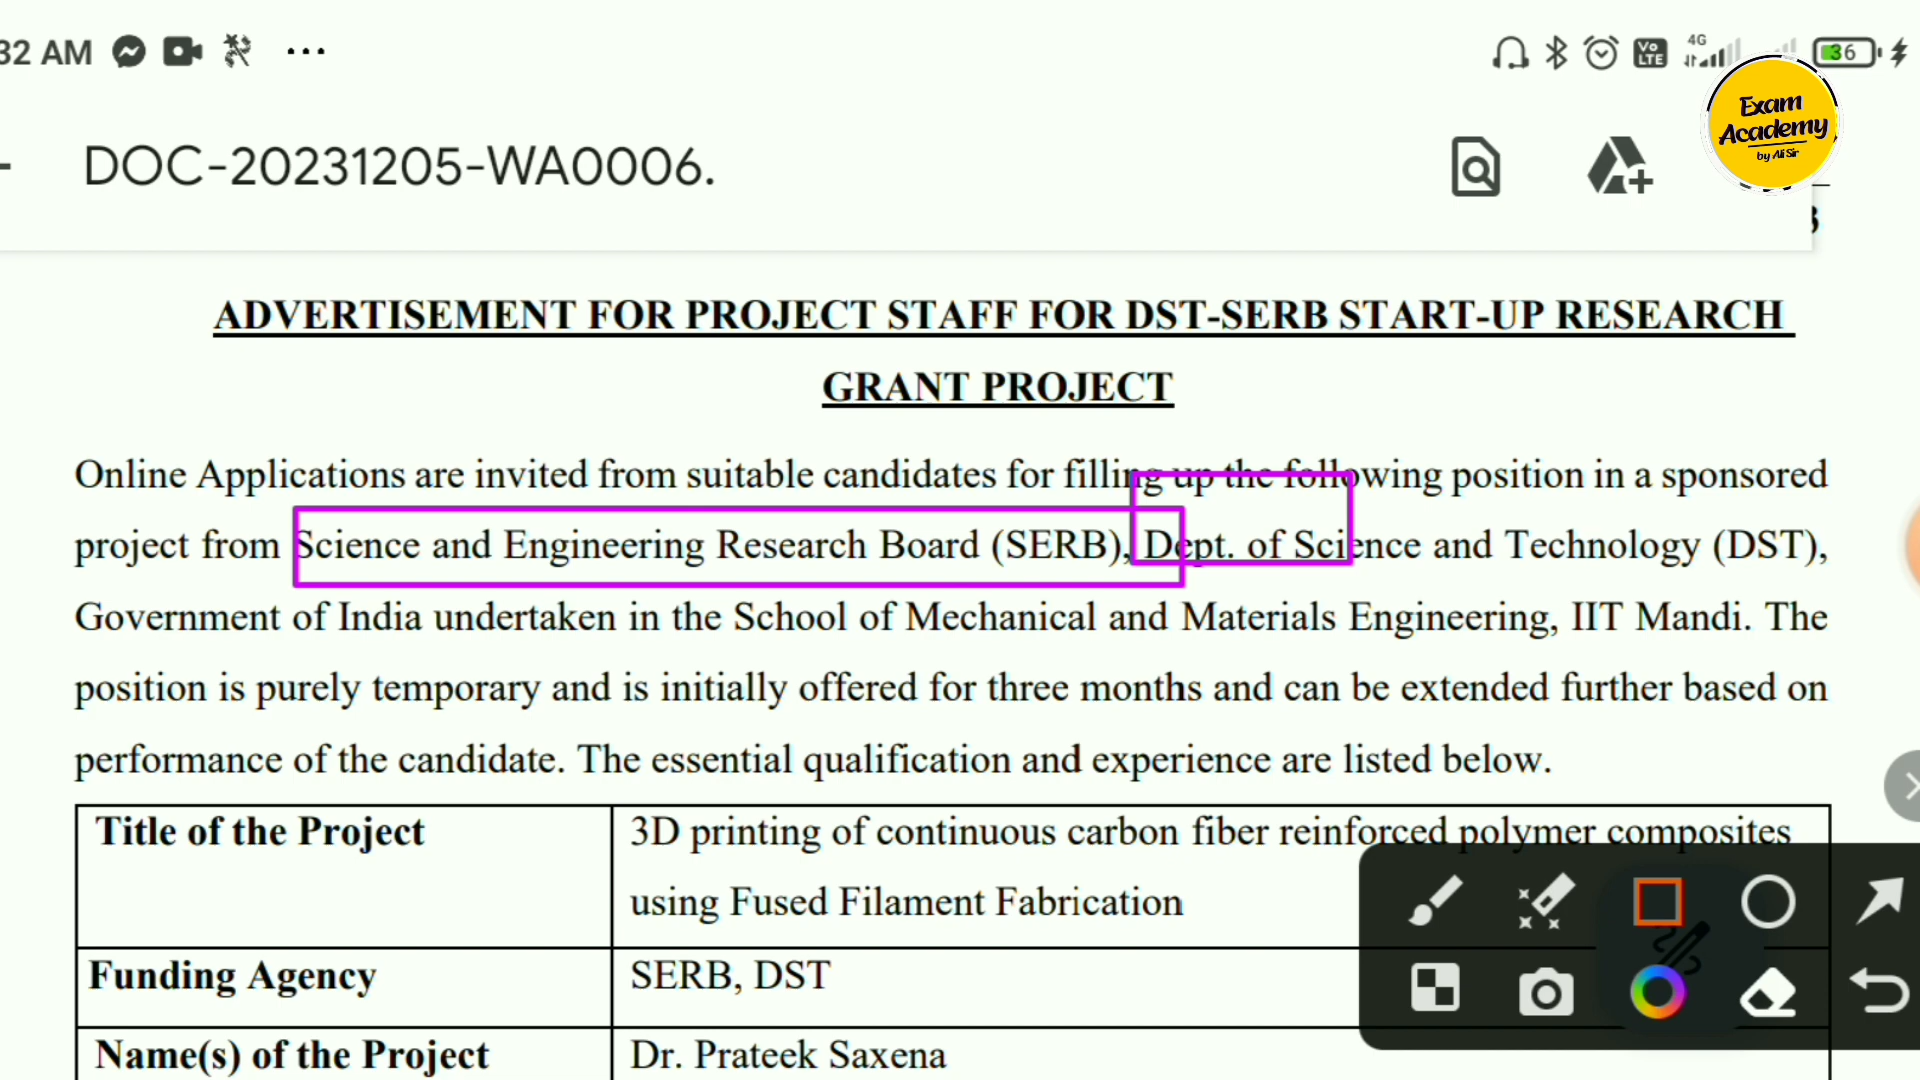 32 AM ... Vo LTE 4G 36
Exam
Academy
by Ali Sir
DOC-20231205-WA0006.
ADVERTISEMENT FOR PROJECT STAFF FOR DST-SERB START-UP RESEARCH
GRANT PROJECT
Online Applications are invited from suitable candidates for filling up the following position in a sponsored
project from Science and Engineering Research Board (SERB), Dept. of Science and Technology (DST),
Government of India undertaken in the School of Mechanical and Materials Engineering, IIT Mandi. The
position is purely temporary and is initially offered for three months and can be extended further based on
performance of the candidate. The essential qualification and experience are listed below.
Title of the Project 3D printing of continuous carbon fiber reinforced polymer composites
using Fused Filament Fabrication
Funding Agency SERB, DST
Name(s) of the Project Dr. Prateek Saxena